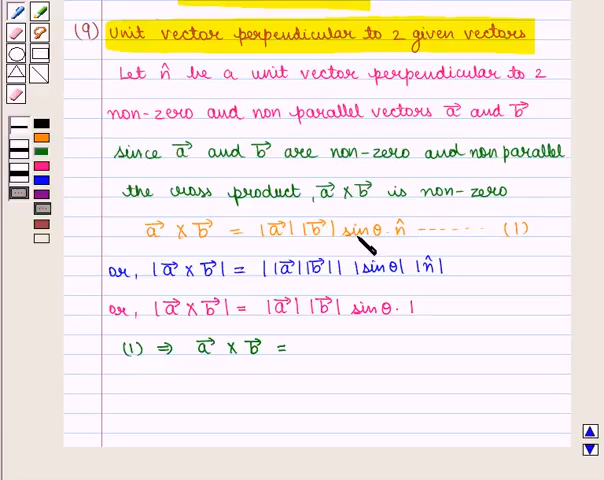 (9) Unit vector perpendicular to 2 given vectors
Let n̂ be a unit vector perpendicular to 2
non-zero and non parallel vectors a⃗ and b⃗
since a⃗ and b⃗ are non-zero and non parallel
the cross product, a⃗ × b⃗ is non-zero
a⃗ × b⃗ = |a⃗| |b⃗| sinθ · n̂ ------ (1)
or, |a⃗ × b⃗| = | |a⃗| |b⃗| | |sinθ| |n̂|
or, |a⃗ × b⃗| = |a⃗| |b⃗| sinθ · 1
(1) ⇒ a⃗ × b⃗ =